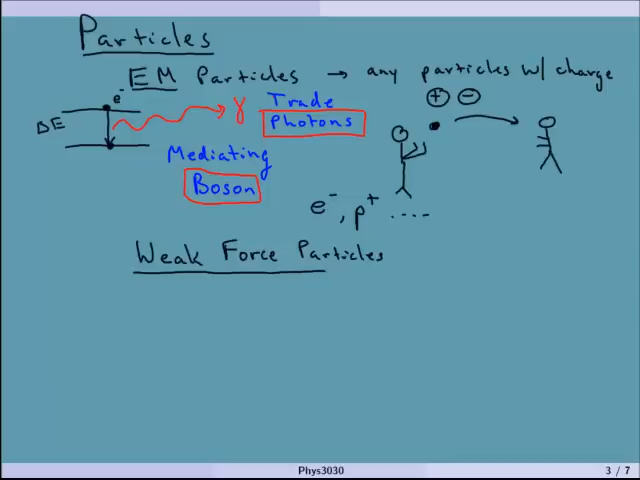 Particles
EM Particles → any particles w/ charge
e⁻
+ −
ΔE
γ
Trade
Photons
Mediating
Boson
e⁻, p⁺ ....
Weak Force Particles
Phys3030
3 / 7